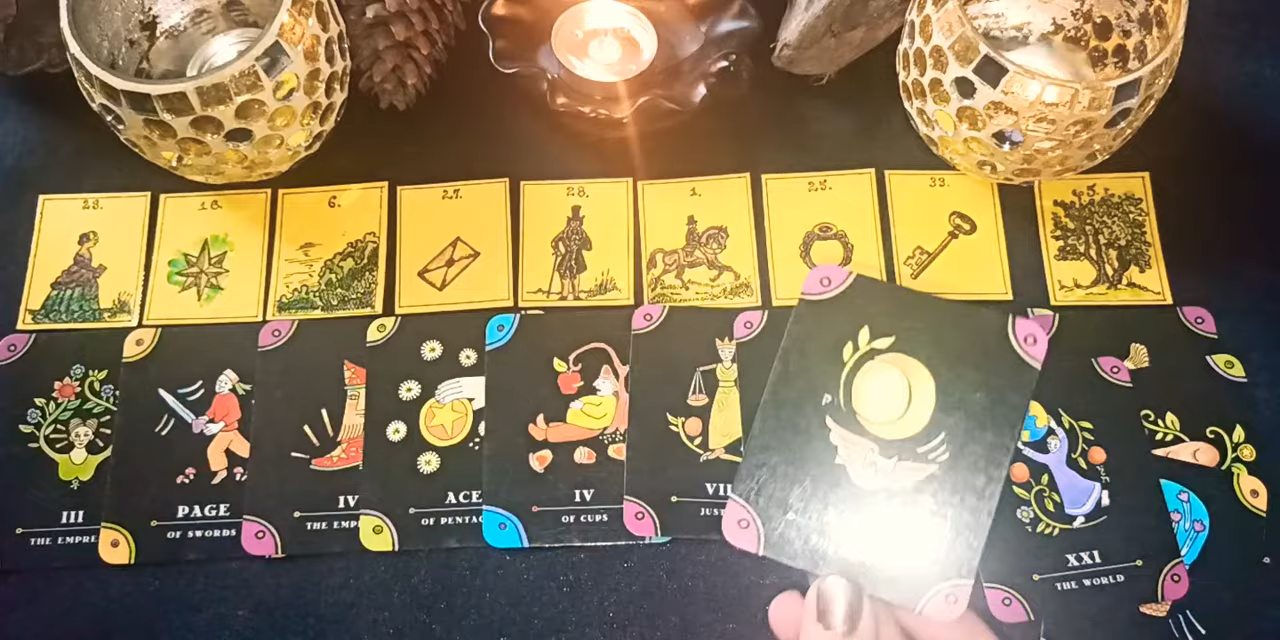 29.
16.
6.
27.
28.
1.
25.
33.
5.
III
THE EMPRE
PAGE
OF SWORDS
IV
THE EMP
ACE
OF PENTAC
IV
OF CUPS
VII
JUST
XXI
THE WORLD